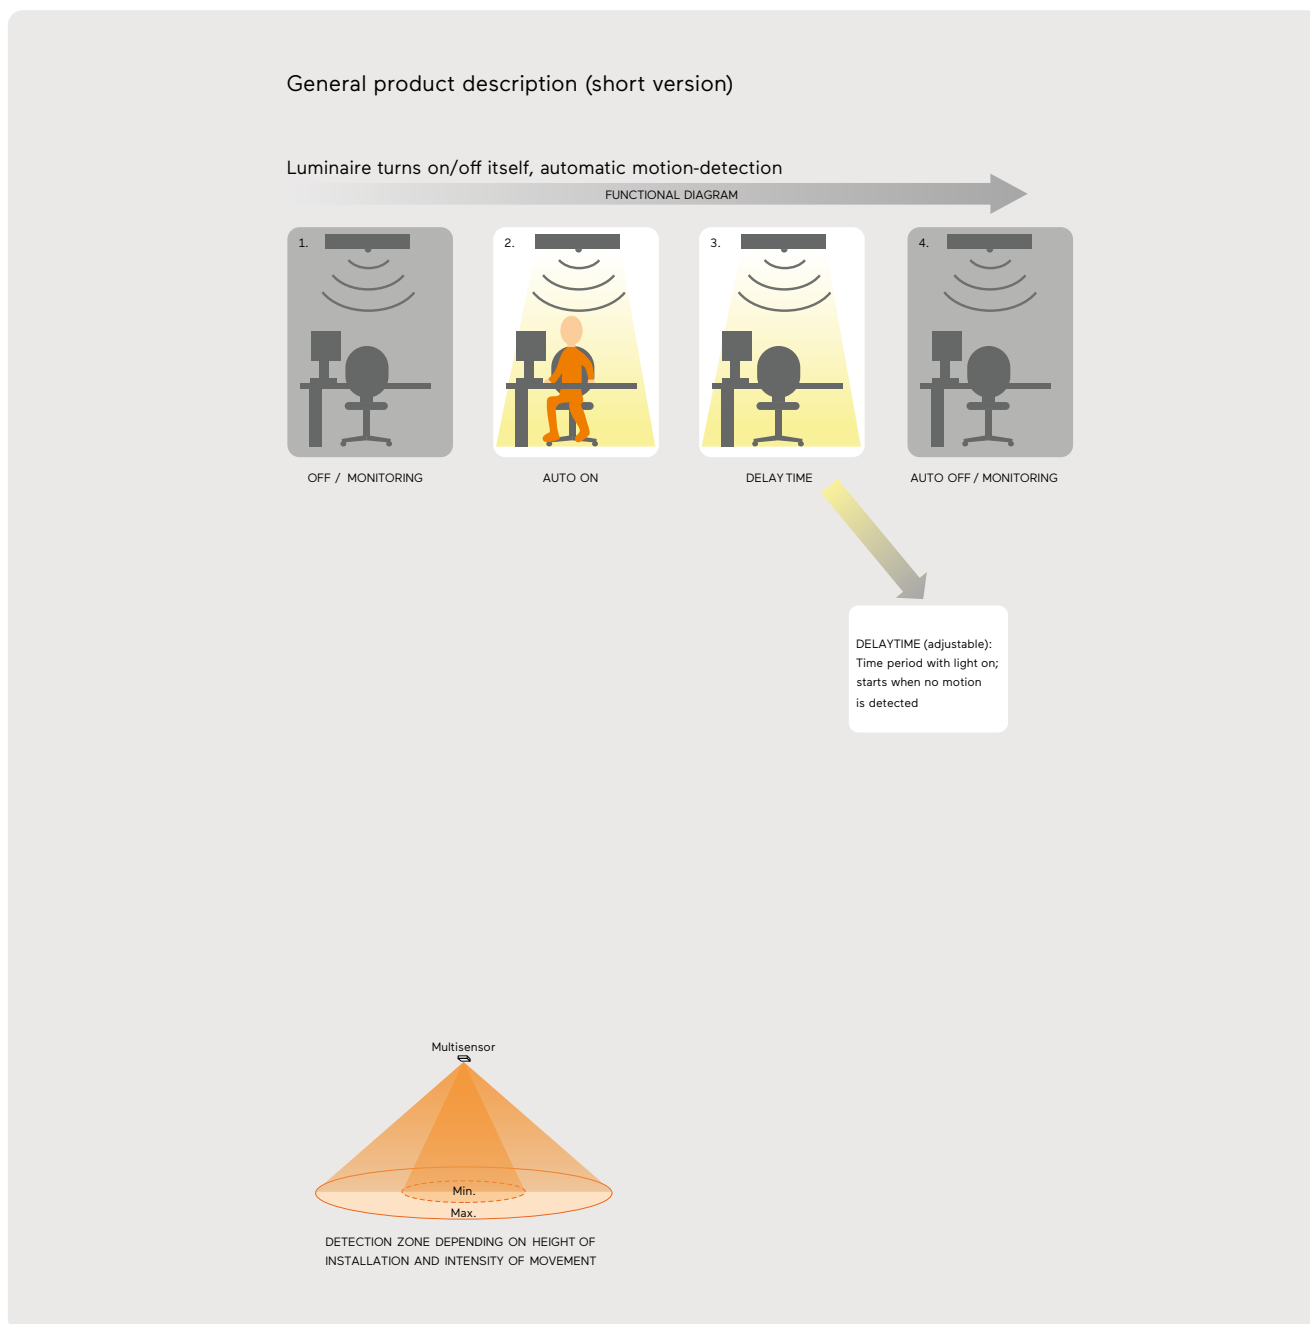 General product description (short version)
Luminaire turns on/off itself, automatic motion-detection
FUNCTIONAL DIAGRAM
1.
2.
3.
4.
OFF / MONITORING
AUTO ON
DELAY TIME
AUTO OFF / MONITORING
DELAYTIME (adjustable):
Time period with light on;
starts when no motion
is detected
Multisensor
Min.
Max.
DETECTION ZONE DEPENDING ON HEIGHT OF
INSTALLATION AND INTENSITY OF MOVEMENT